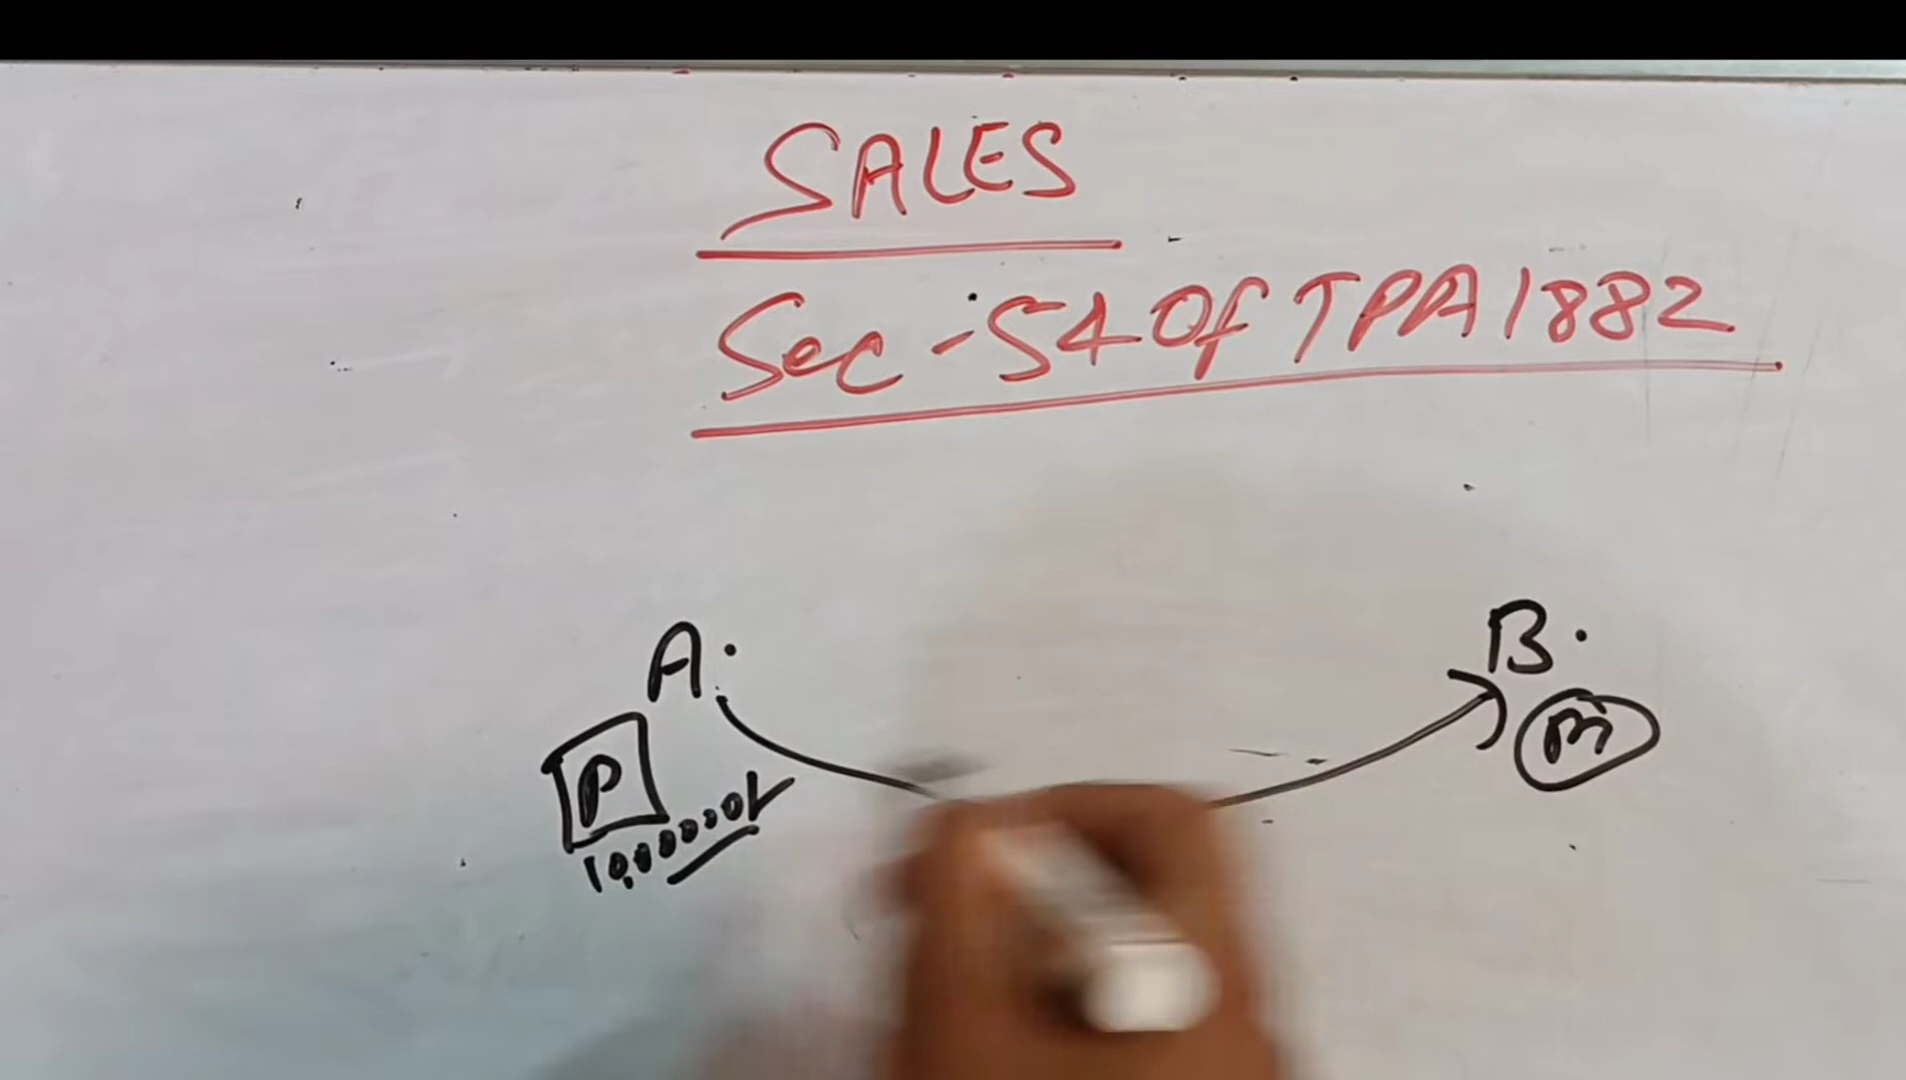 SALES
Sec-54 Of TPA 1882
A.
B.
P
m